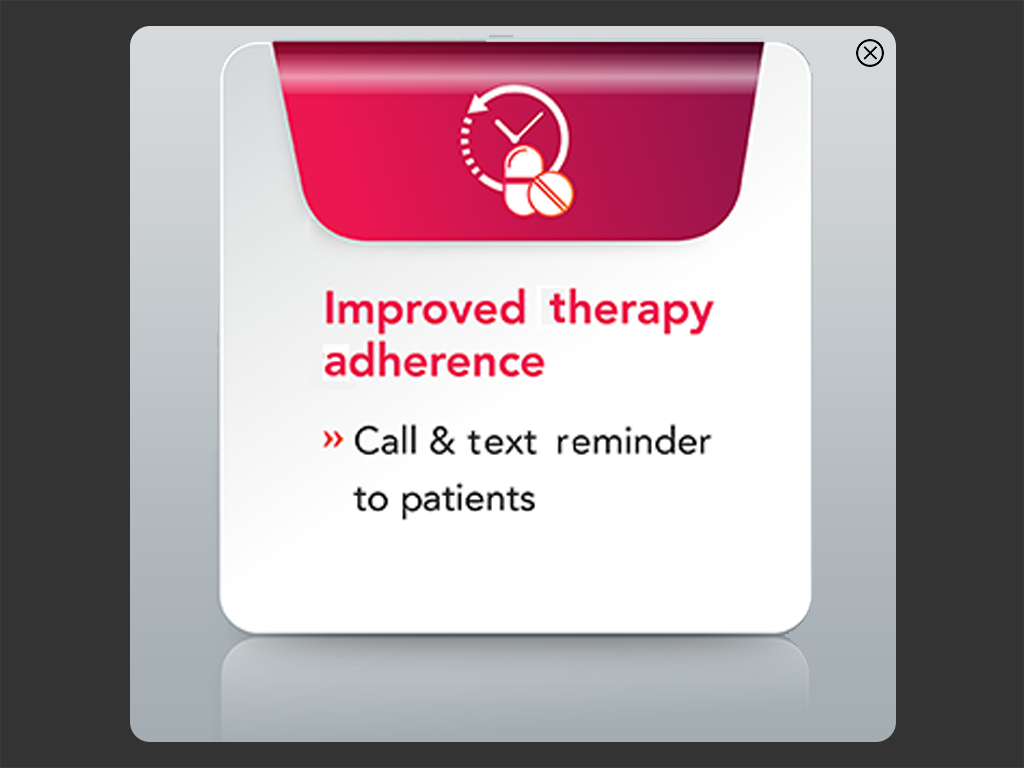 Improved therapy
adherence
» Call & text reminder
to patients